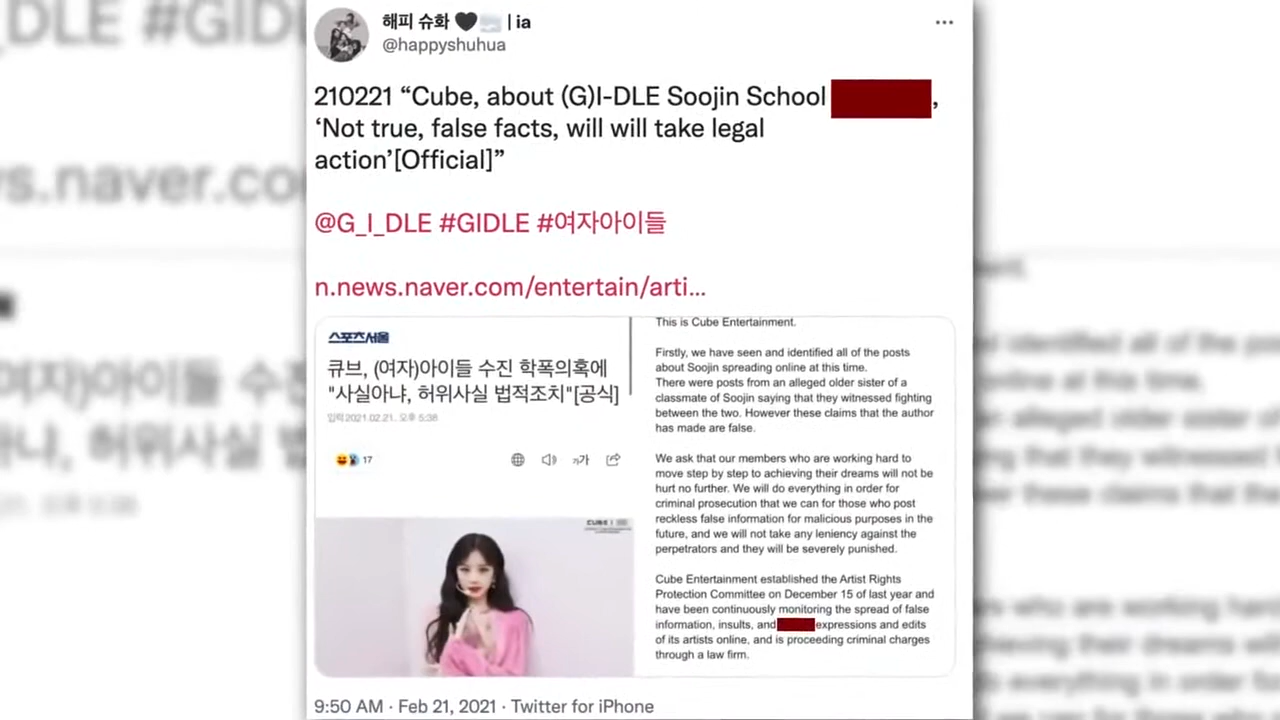 해피 슈화 | ia
@happyshuhua
210221 “Cube, about (G)I-DLE Soojin School ,
‘Not true, false facts, will will take legal
action’[Official]”
@G_I_DLE #GIDLE #여자아이들
n.news.naver.com/entertain/arti...
스포츠서울
큐브, (여자)아이들 수진 학폭의혹에
"사실아냐, 허위사실 법적조치"[공식]
입력2021.02.21. 오후 5:38
17
가
CUBE
This is Cube Entertainment.
Firstly, we have seen and identified all of the posts
about Soojin spreading online at this time.
There were posts from an alleged older sister of a
classmate of Soojin saying that they witnessed fighting
between the two. However these claims that the author
has made are false.
We ask that our members who are working hard to
move step by step to achieving their dreams will not be
hurt no further. We will do everything in order for
criminal prosecution that we can for those who post
reckless false information for malicious purposes in the
future, and we will not take any leniency against the
perpetrators and they will be severely punished.
Cube Entertainment established the Artist Rights
Protection Committee on December 15 of last year and
have been continuously monitoring the spread of false
information, insults, and expressions and edits
of its artists online, and is proceeding criminal charges
through a law firm.
9:50 AM · Feb 21, 2021 · Twitter for iPhone